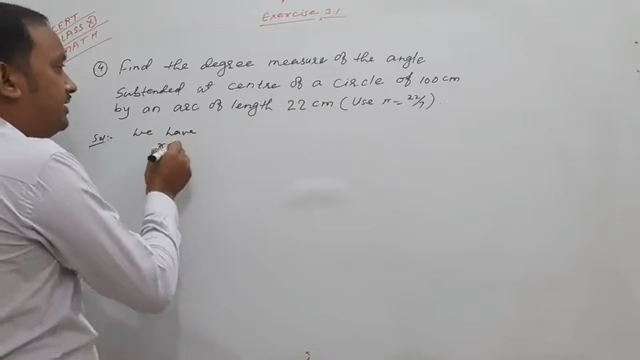 Exercise 3.1
NCERT
CLASS XI
MATH
④ Find the degree measure of the angle
Subtended at centre of a circle of 100 cm
by an arc of length 22 cm (Use π = 22/7).
Sol:- We have
r